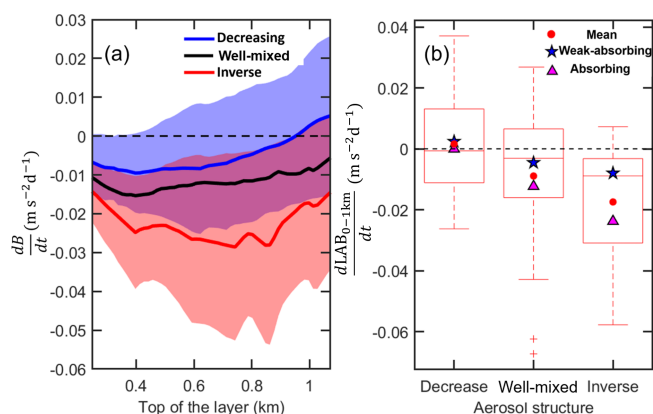 (a)
Decreasing
Well-mixed
Inverse
0.03
0.02
0.01
0
-0.01
-0.02
-0.03
-0.04
-0.05
-0.06
dB
dt
(m s⁻²d⁻¹)
0.4
0.6
0.8
1
Top of the layer (km)
(b)
Mean
Weak-absorbing
Absorbing
0.04
0.02
0
-0.02
-0.04
-0.06
dLAB₀₋₁ₖₘ
dt
(m s⁻²d⁻¹)
Decrease
Well-mixed
Inverse
Aerosol structure